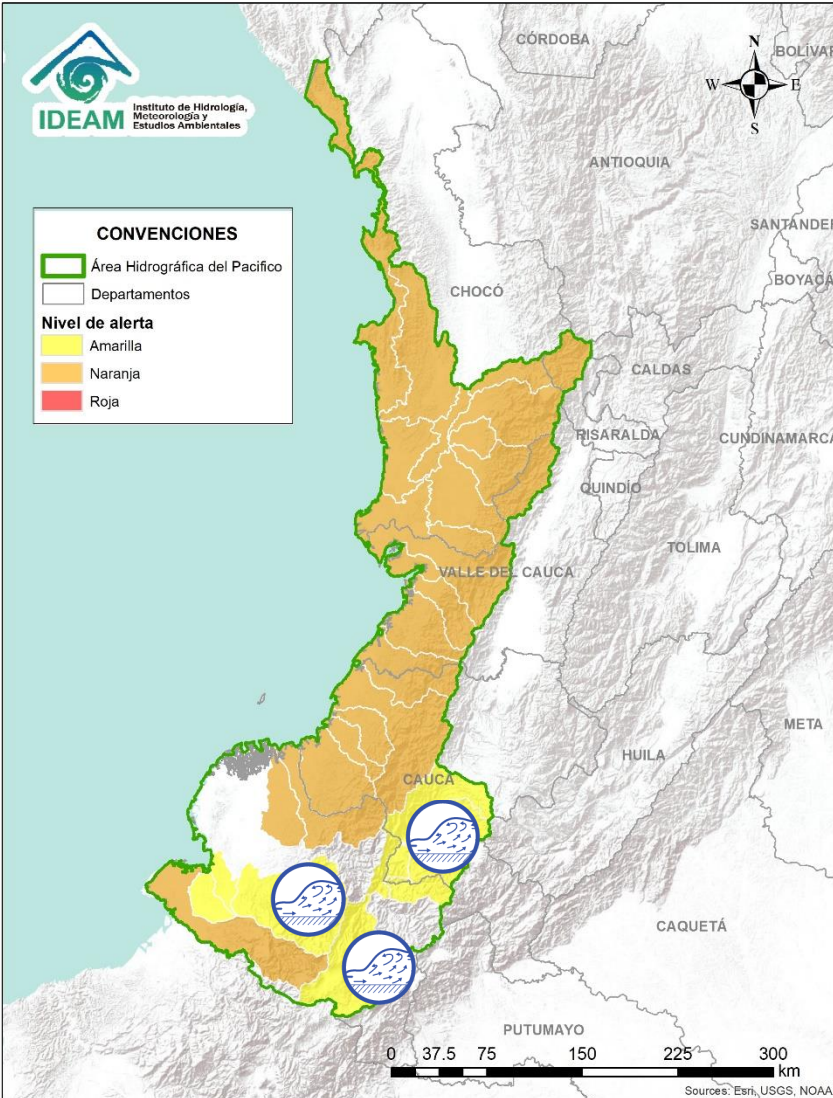 IDEAM
Instituto de Hidrología,
Meteorología y
Estudios Ambientales
CONVENCIONES
Área Hidrográfica del Pacifico
Departamentos
Nivel de alerta
Amarilla
Naranja
Roja
N
W
E
S
CÓRDOBA
BOLÍVAR
ANTIOQUIA
SANTANDER
BOYACÁ
CHOCÓ
CALDAS
RISARALDA
CUNDINAMARCA
QUINDÍO
TOLIMA
VALLE DEL CAUCA
META
HUILA
CAUCA
CAQUETÁ
PUTUMAYO
0 37.5 75 150 225 300
km
Sources: Esri, USGS, NOAA